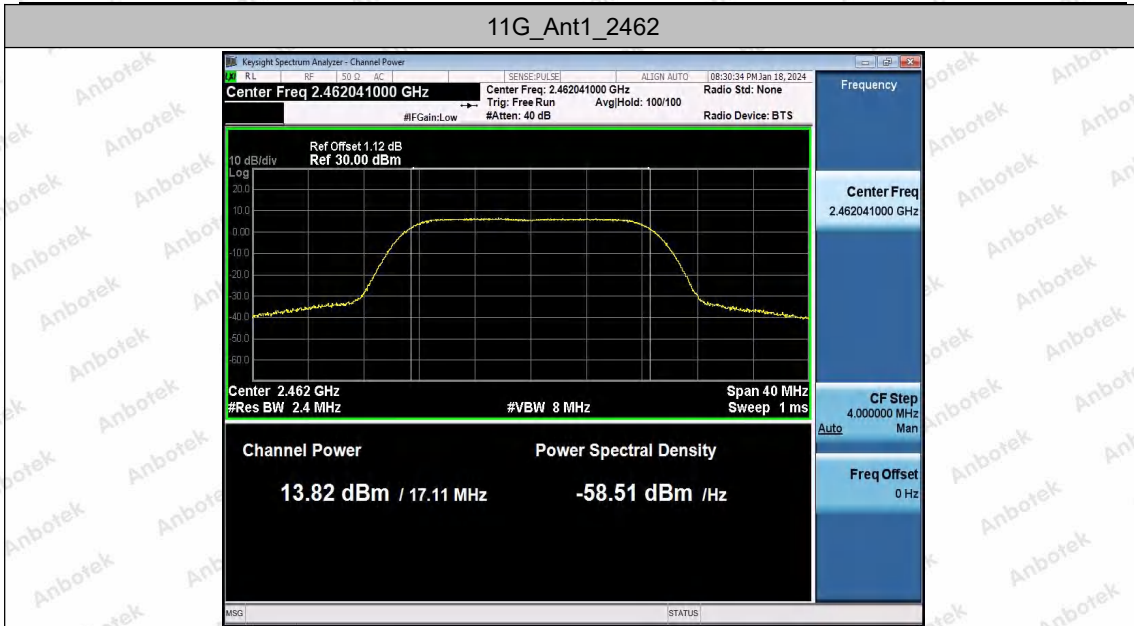 11G_Ant1_2462
Keysight Spectrum Analyzer - Channel Power
RL RF 50 Ω AC SENSE:PULSE ALIGN AUTO 08:30:34 PM Jan 18, 2024
Center Freq 2.462041000 GHz
Center Freq: 2.462041000 GHz Radio Std: None
Trig: Free Run Avg|Hold: 100/100
#IFGain:Low #Atten: 40 dB Radio Device: BTS
Frequency
Ref Offset 1.12 dB
10 dB/div Ref 30.00 dBm
Log
20.0
10.0
0.00
-10.0
-20.0
-30.0
-40.0
-50.0
-60.0
Center Freq
2.462041000 GHz
Center 2.462 GHz Span 40 MHz
#Res BW 2.4 MHz #VBW 8 MHz Sweep 1 ms
CF Step
4.000000 MHz
Auto Man
Channel Power Power Spectral Density
13.82 dBm / 17.11 MHz -58.51 dBm /Hz
Freq Offset
0 Hz
MSG STATUS
Anbotek